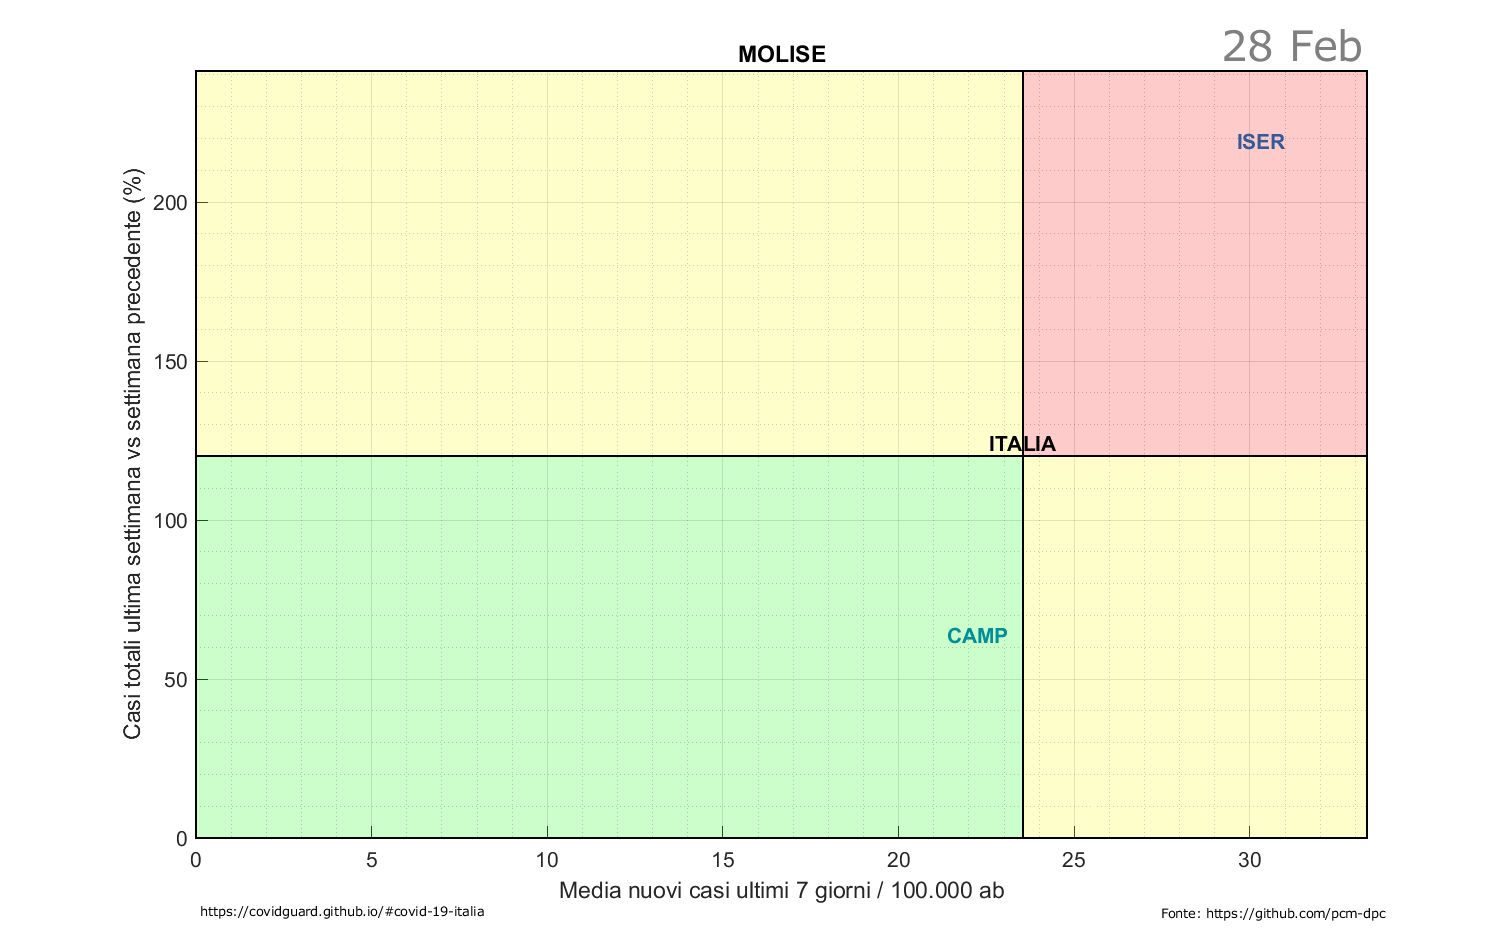 28 Feb
MOLISE
Casi totali ultima settimana vs settimana precedente (%)
200
150
100
50
0
ISER
ITALIA
CAMP
0 5 10 15 20 25 30
Media nuovi casi ultimi 7 giorni / 100.000 ab
https://covidguard.github.io/#covid-19-italia
Fonte: https://github.com/pcm-dpc